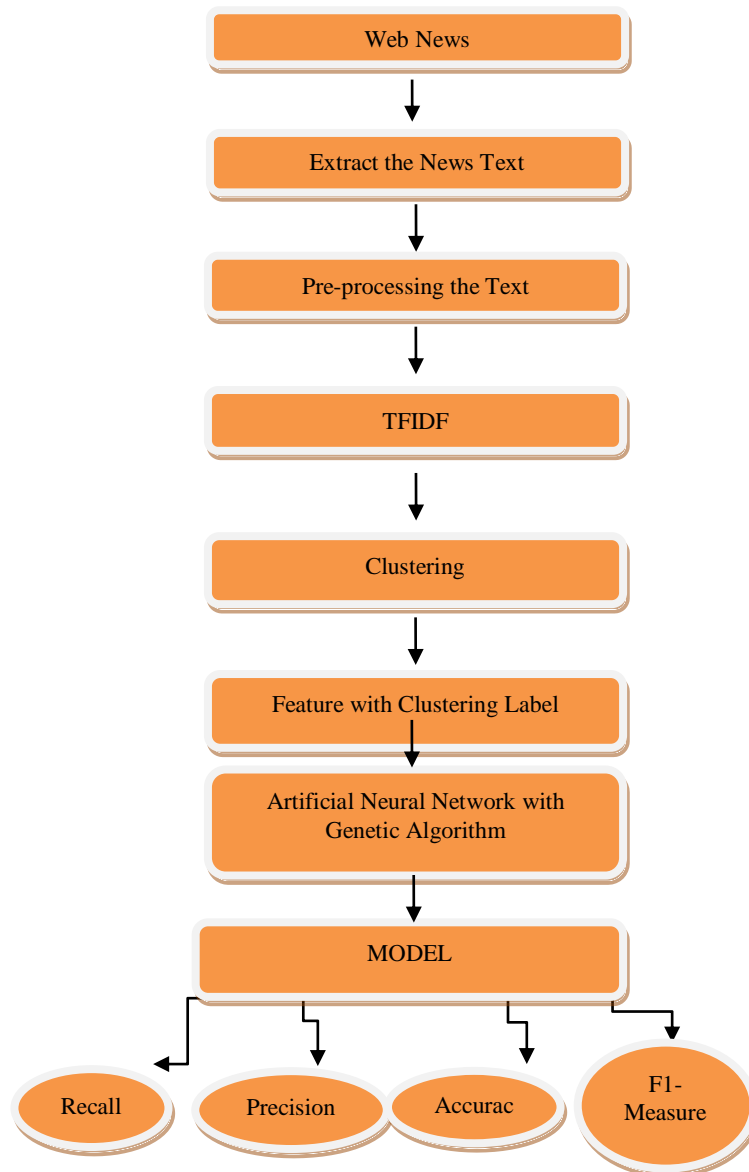 Web News
Extract the News Text
Pre-processing the Text
TFIDF
Clustering
Feature with Clustering Label
Artificial Neural Network with
Genetic Algorithm
MODEL
Recall
Precision
Accurac
F1-
Measure